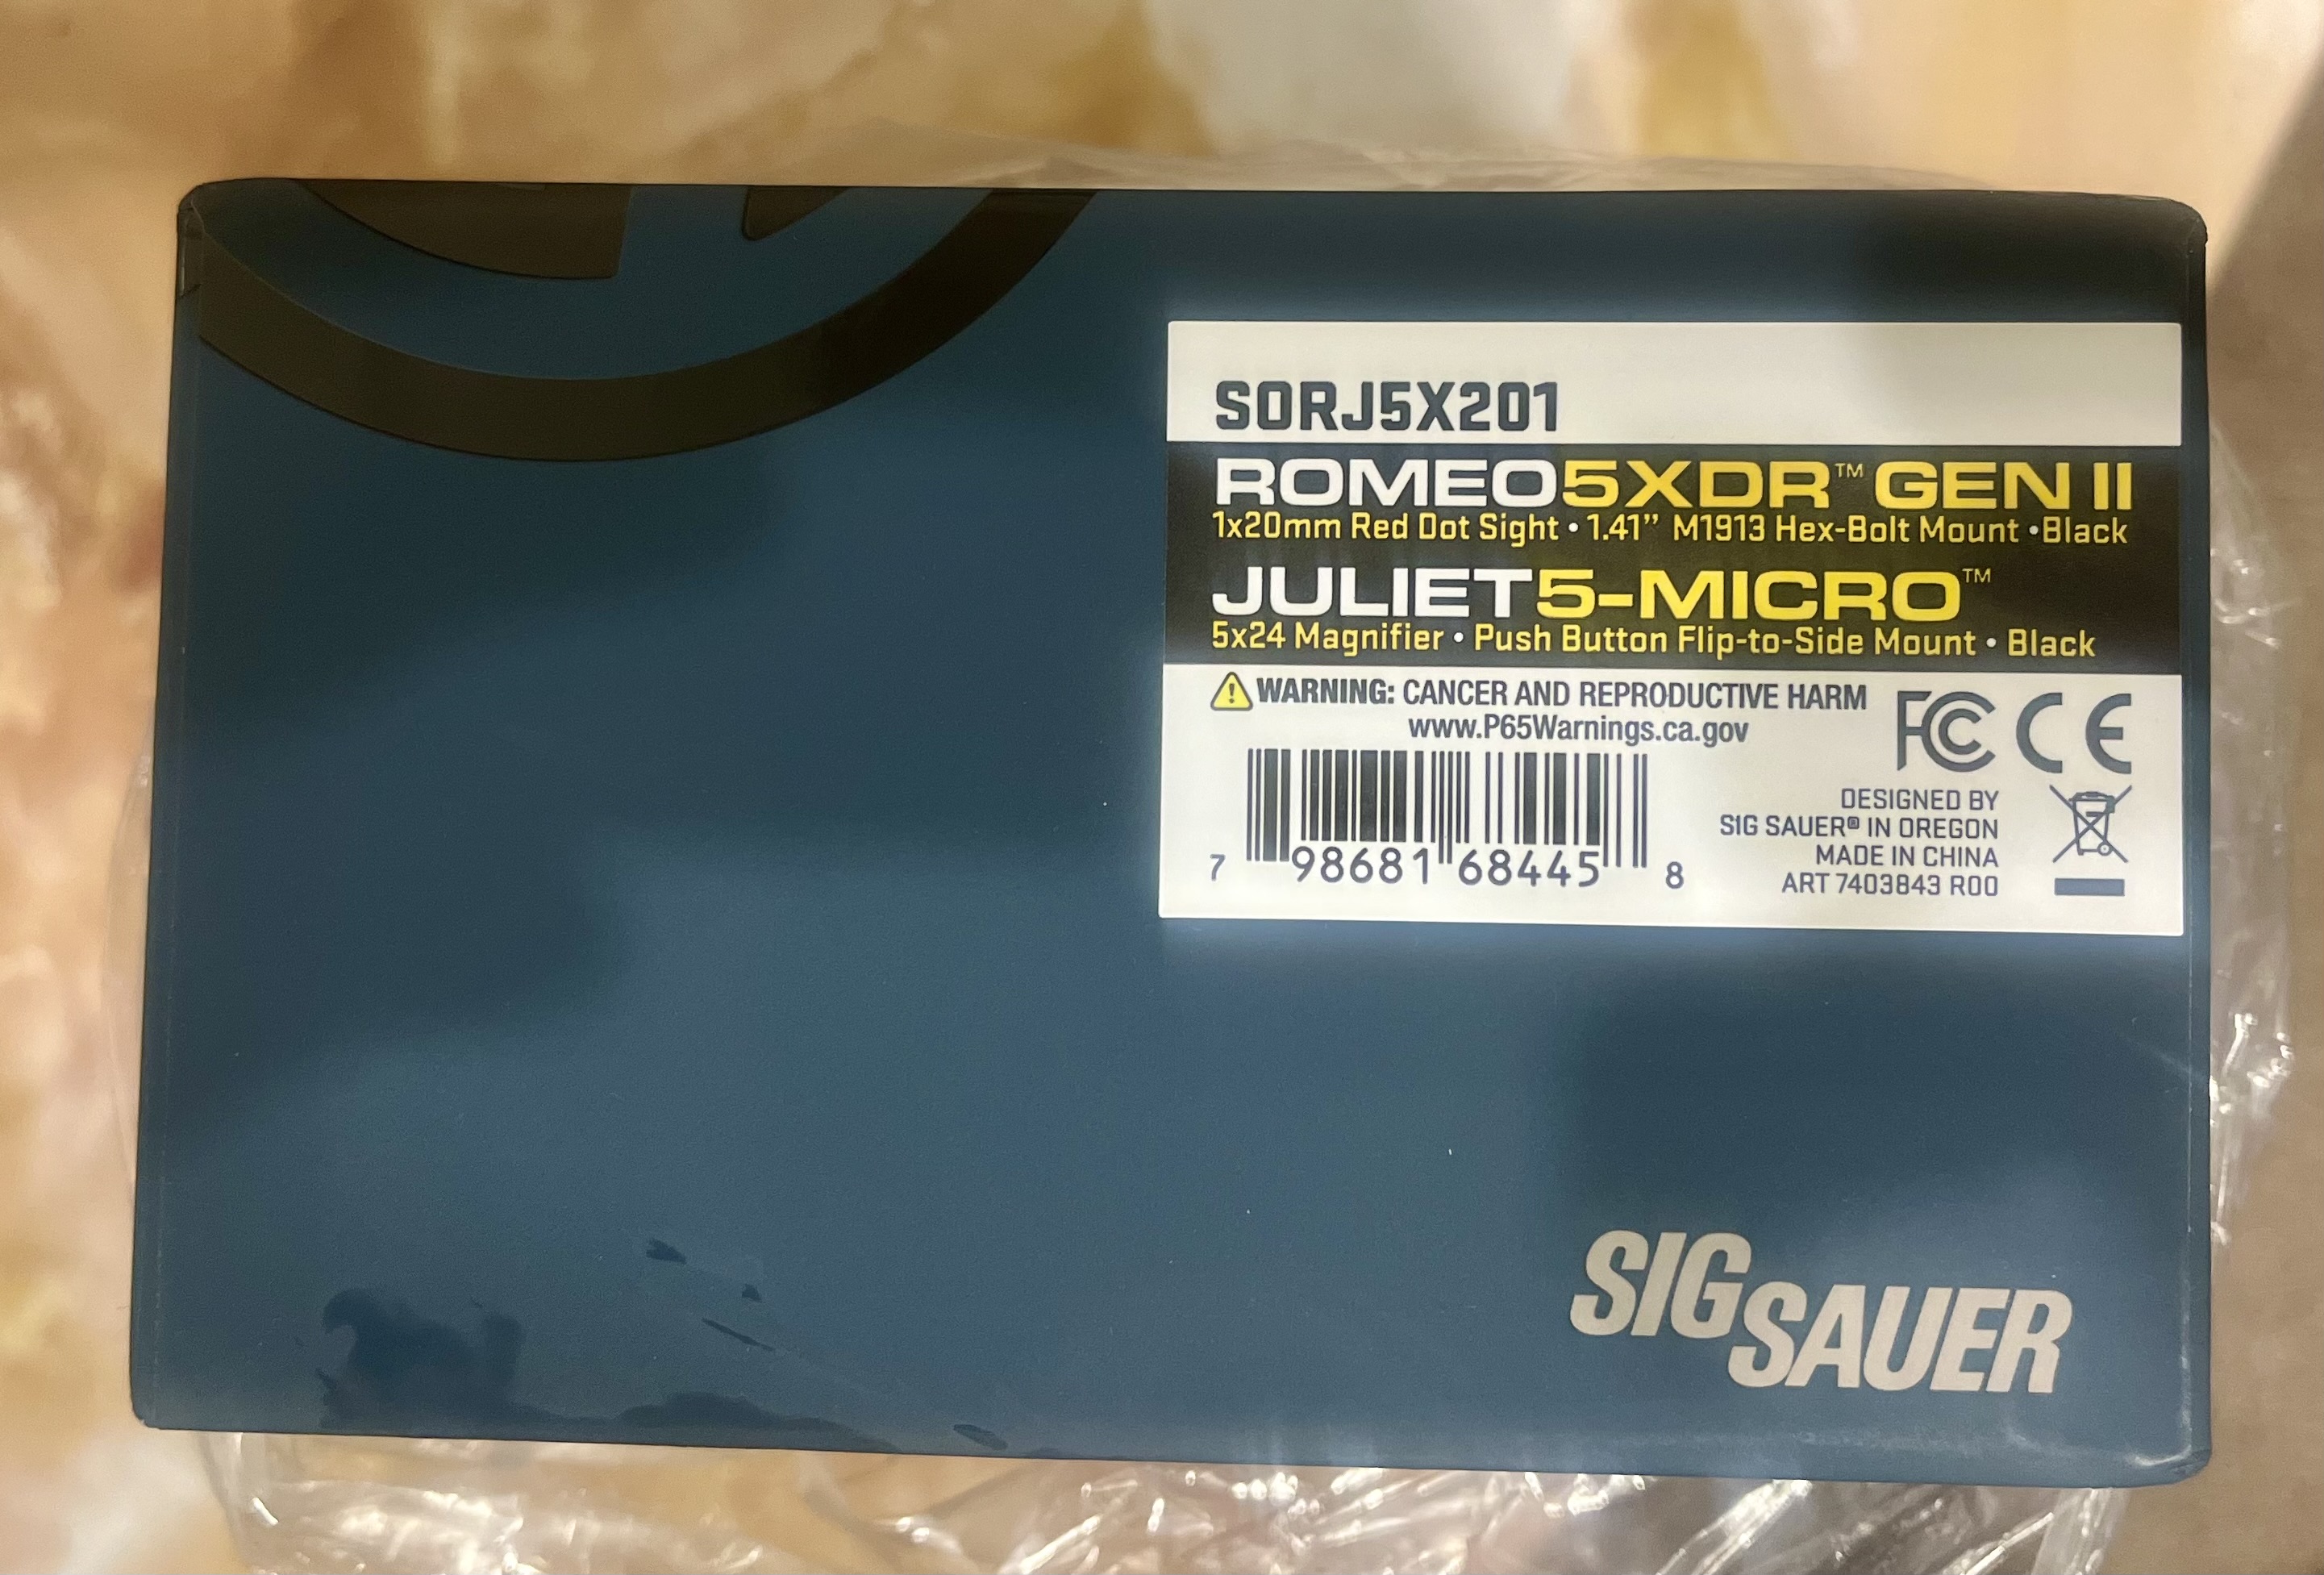 SORJ5X201
ROMEO5XDR™ GEN II
1x20mm Red Dot Sight • 1.41” M1913 Hex-Bolt Mount •Black
JULIET5-MICRO™
5x24 Magnifier • Push Button Flip-to-Side Mount • Black
WARNING: CANCER AND REPRODUCTIVE HARM
www.P65Warnings.ca.gov
FC CE
7 98681 68445 8
DESIGNED BY
SIG SAUER® IN OREGON
MADE IN CHINA
ART 7403843 R00
SIG
SAUER